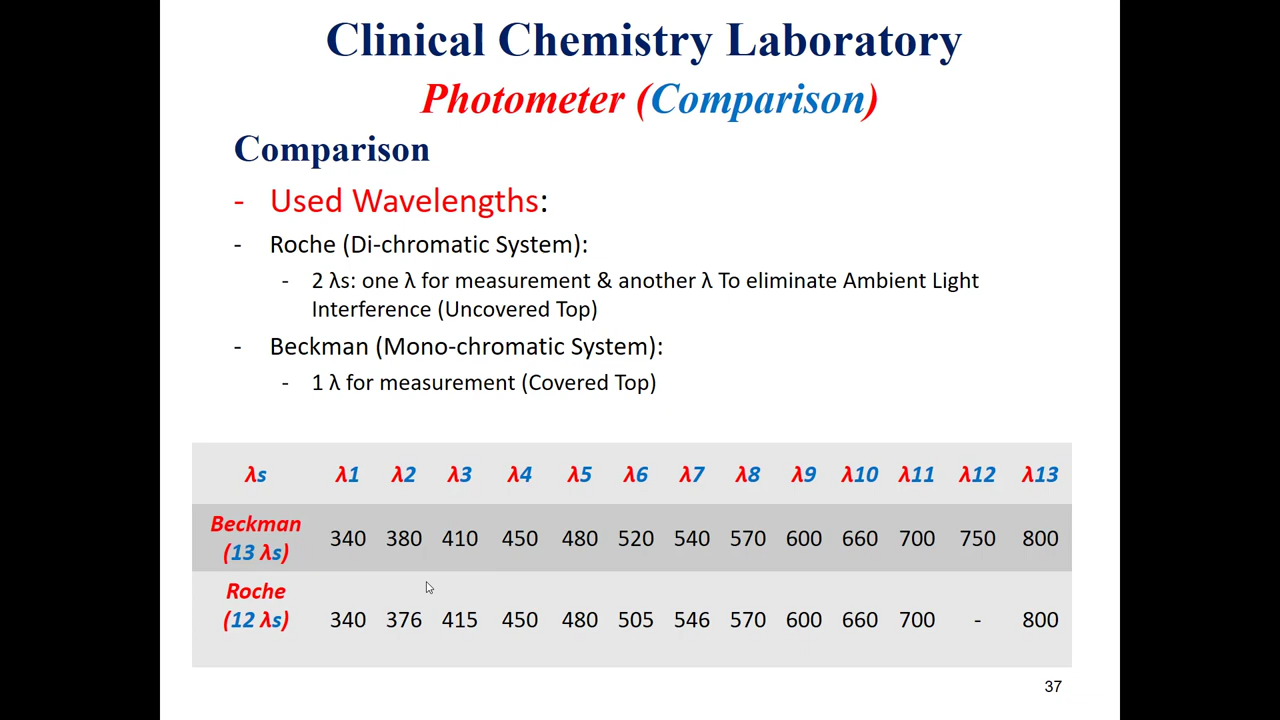 Clinical Chemistry Laboratory
Photometer (Comparison)
Comparison
- Used Wavelengths:
- Roche (Di-chromatic System):
- 2 λs: one λ for measurement & another λ To eliminate Ambient Light
Interference (Uncovered Top)
- Beckman (Mono-chromatic System):
- 1 λ for measurement (Covered Top)
λs λ1 λ2 λ3 λ4 λ5 λ6 λ7 λ8 λ9 λ10 λ11 λ12 λ13
Beckman
(13 λs) 340 380 410 450 480 520 540 570 600 660 700 750 800
Roche
(12 λs) 340 376 415 450 480 505 546 570 600 660 700 - 800
37